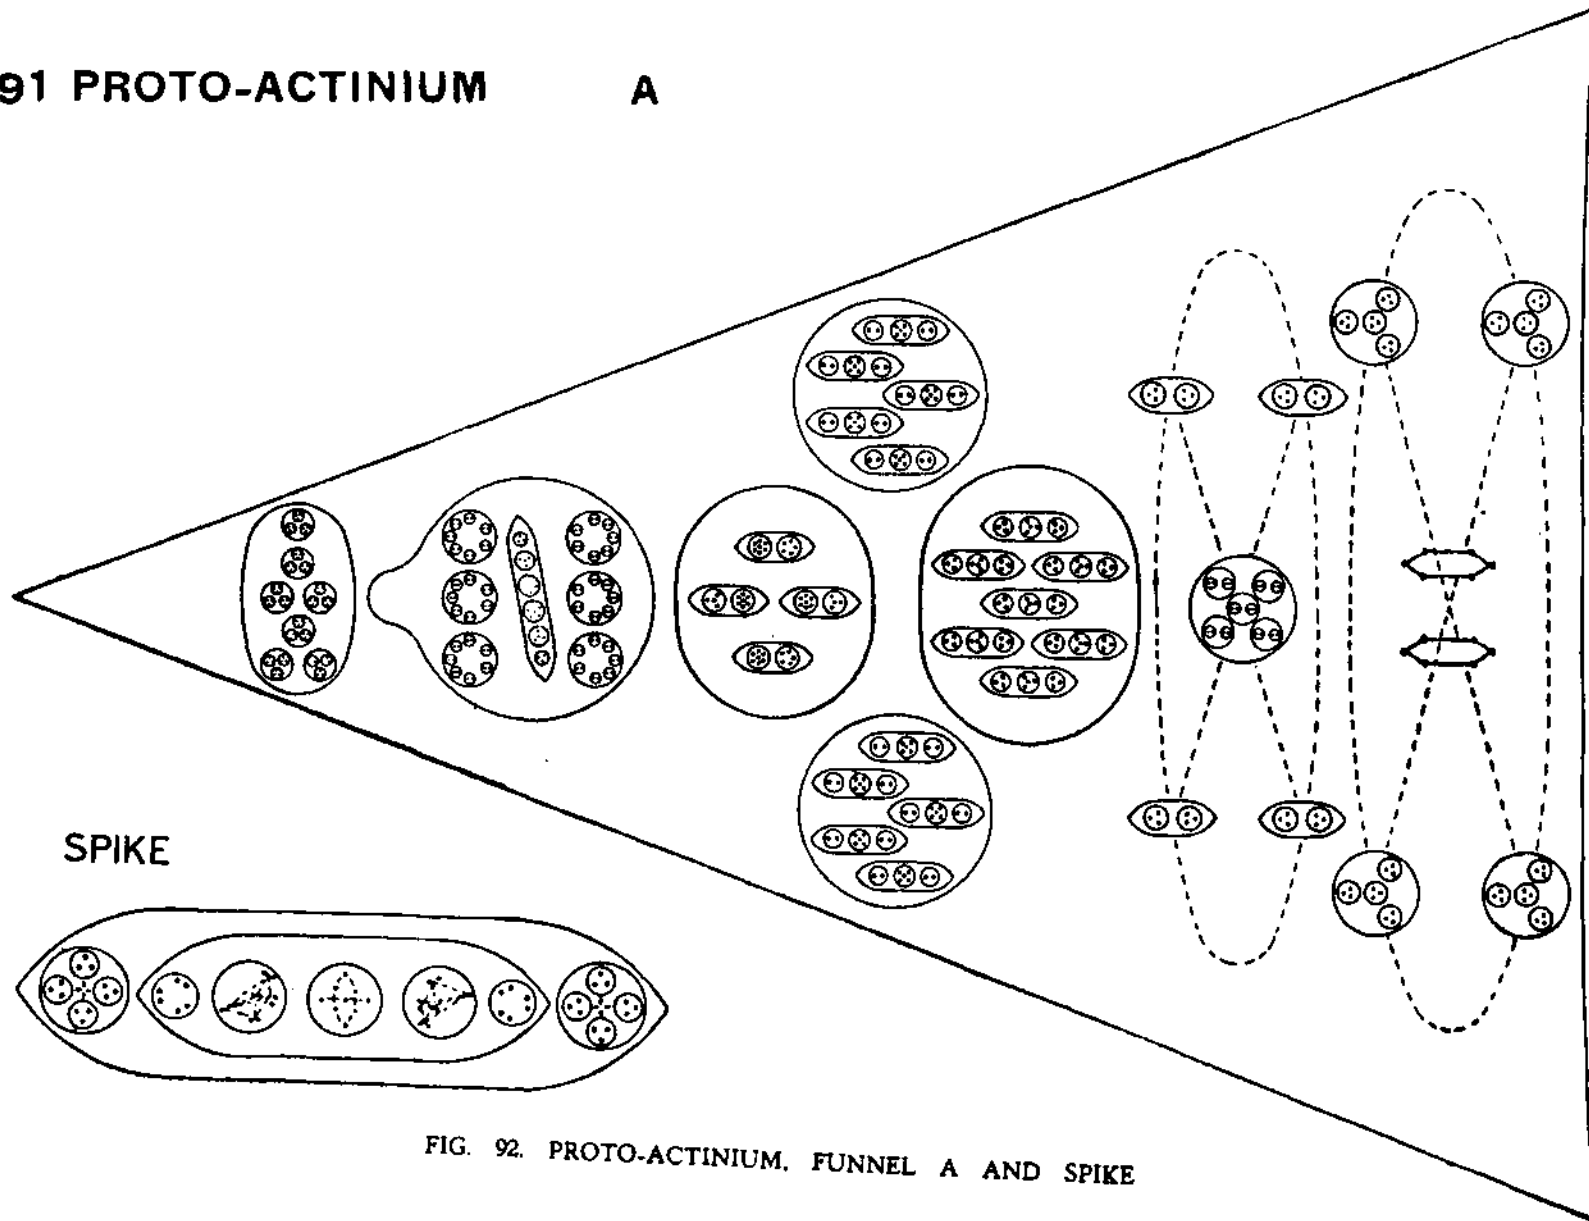 91 PROTO-ACTINIUM A
SPIKE
FIG. 92. PROTO-ACTINIUM. FUNNEL A AND SPIKE